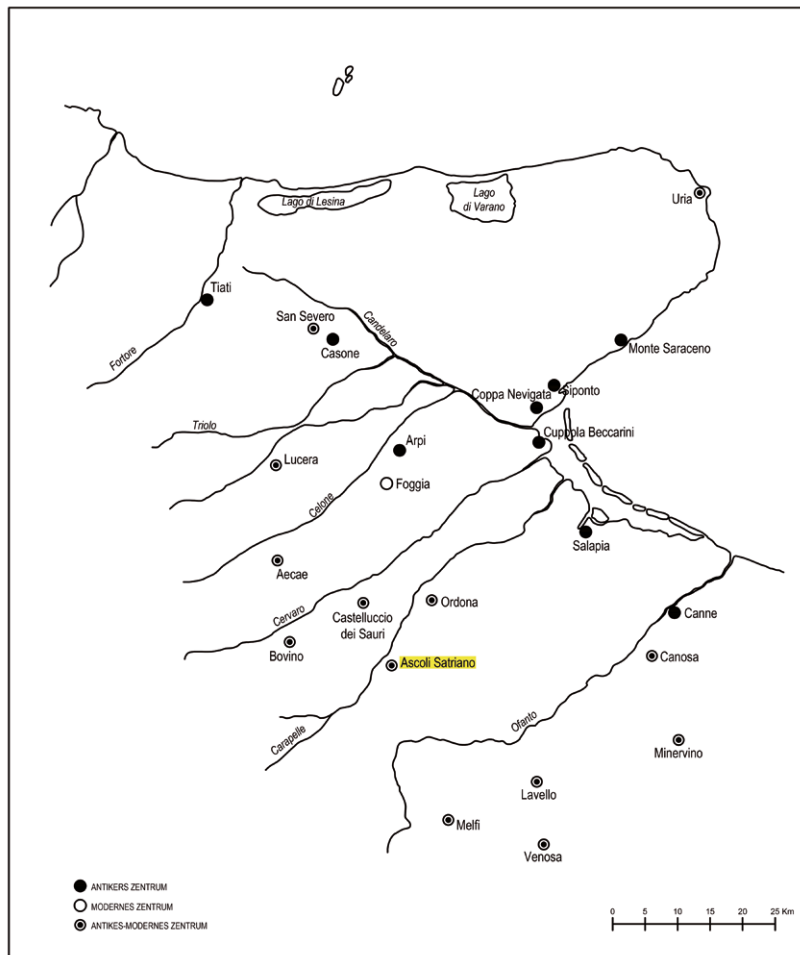 Lago di Lesina
Lago
di Varano
Uria
Tiati
San Severo
Casone
Candelaro
Fortore
Monte Saraceno
Siponto
Coppa Nevigata
Cuppola Beccarini
Triolo
Arpi
Lucera
Foggia
Celone
Salapia
Aecae
Ordona
Castelluccio
dei Sauri
Cervaro
Canne
Bovino
Ascoli Satriano
Canosa
Carapelle
Ofanto
Minervino
Lavello
Melfi
Venosa
ANTIKERS ZENTRUM
MODERNES ZENTRUM
ANTIKES-MODERNES ZENTRUM
0 5 10 15 20 25 Km